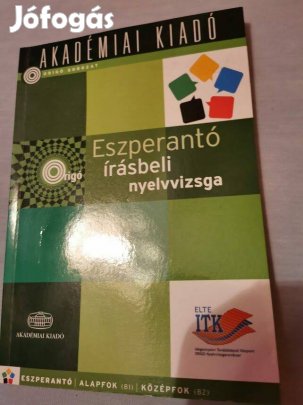 Jófogás
AKADÉMIAI KIADÓ
ORIGÓ SOROZAT
Eszperantó
írásbeli
nyelvvizsga
Origó
AKADÉMIAI KIADÓ
ELTE
ITK
ESZPERANTÓ | ALAPFOK (B1) | KÖZÉPFOK (B2)